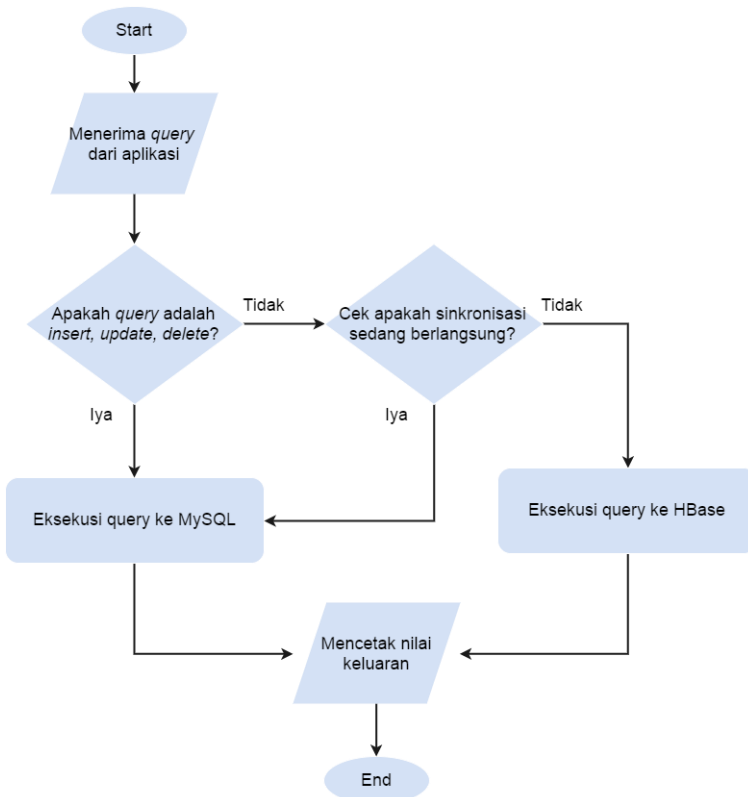 Start
Menerima query
dari aplikasi
Apakah query adalah
insert, update, delete?
Tidak
Cek apakah sinkronisasi
sedang berlangsung?
Tidak
Iya
Iya
Eksekusi query ke MySQL
Eksekusi query ke HBase
Mencetak nilai
keluaran
End